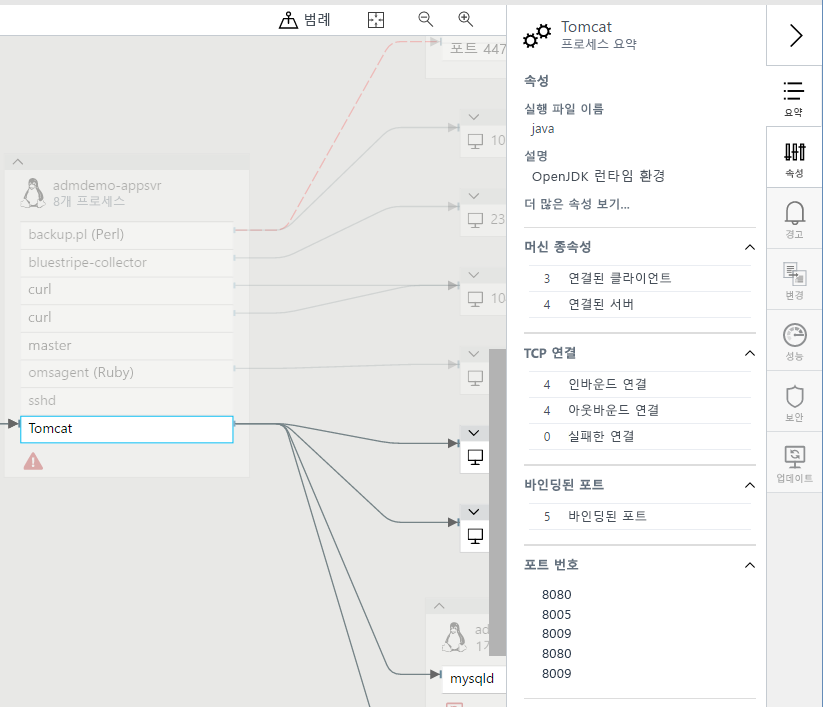 범례
포트 447
10
23
10
admdemo-appsvr
8개 프로세스
backup.pl (Perl)
bluestripe-collector
curl
curl
master
omsagent (Ruby)
sshd
Tomcat
ad
1
mysqld
Tomcat
프로세스 요약
속성
실행 파일 이름
java
설명
OpenJDK 런타임 환경
더 많은 속성 보기...
머신 종속성
3 연결된 클라이언트
4 연결된 서버
TCP 연결
4 인바운드 연결
4 아웃바운드 연결
0 실패한 연결
바인딩된 포트
5 바인딩된 포트
포트 번호
8080
8005
8009
8080
8009
요약
속성
경고
변경
성능
보안
업데이트